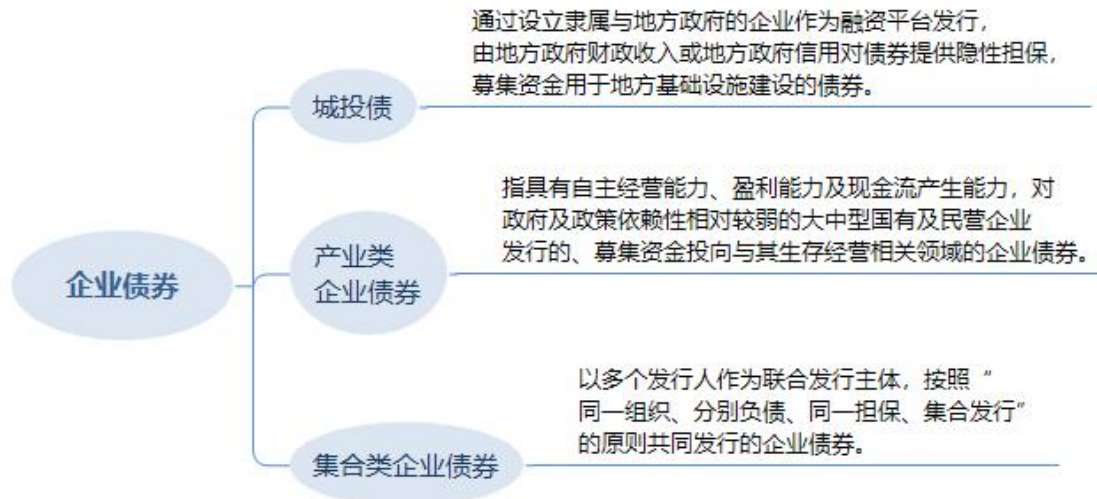 通过设立隶属与地方政府的企业作为融资平台发行，
由地方政府财政收入或地方政府信用对债券提供隐性担保，
募集资金用于地方基础设施建设的债券。
城投债
指具有自主经营能力、盈利能力及现金流产生能力，对
政府及政策依赖性相对较弱的大中型国有及民营企业
发行的、募集资金投向与其生存经营相关领域的企业债券。
产业类
企业债券
企业债券
以多个发行人作为联合发行主体，按照“
同一组织、分别负债、同一担保、集合发行”
的原则共同发行的企业债券。
集合类企业债券